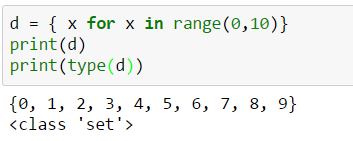 d = { x for x in range(0,10)}
print(d)
print(type(d))
{0, 1, 2, 3, 4, 5, 6, 7, 8, 9}
<class 'set'>